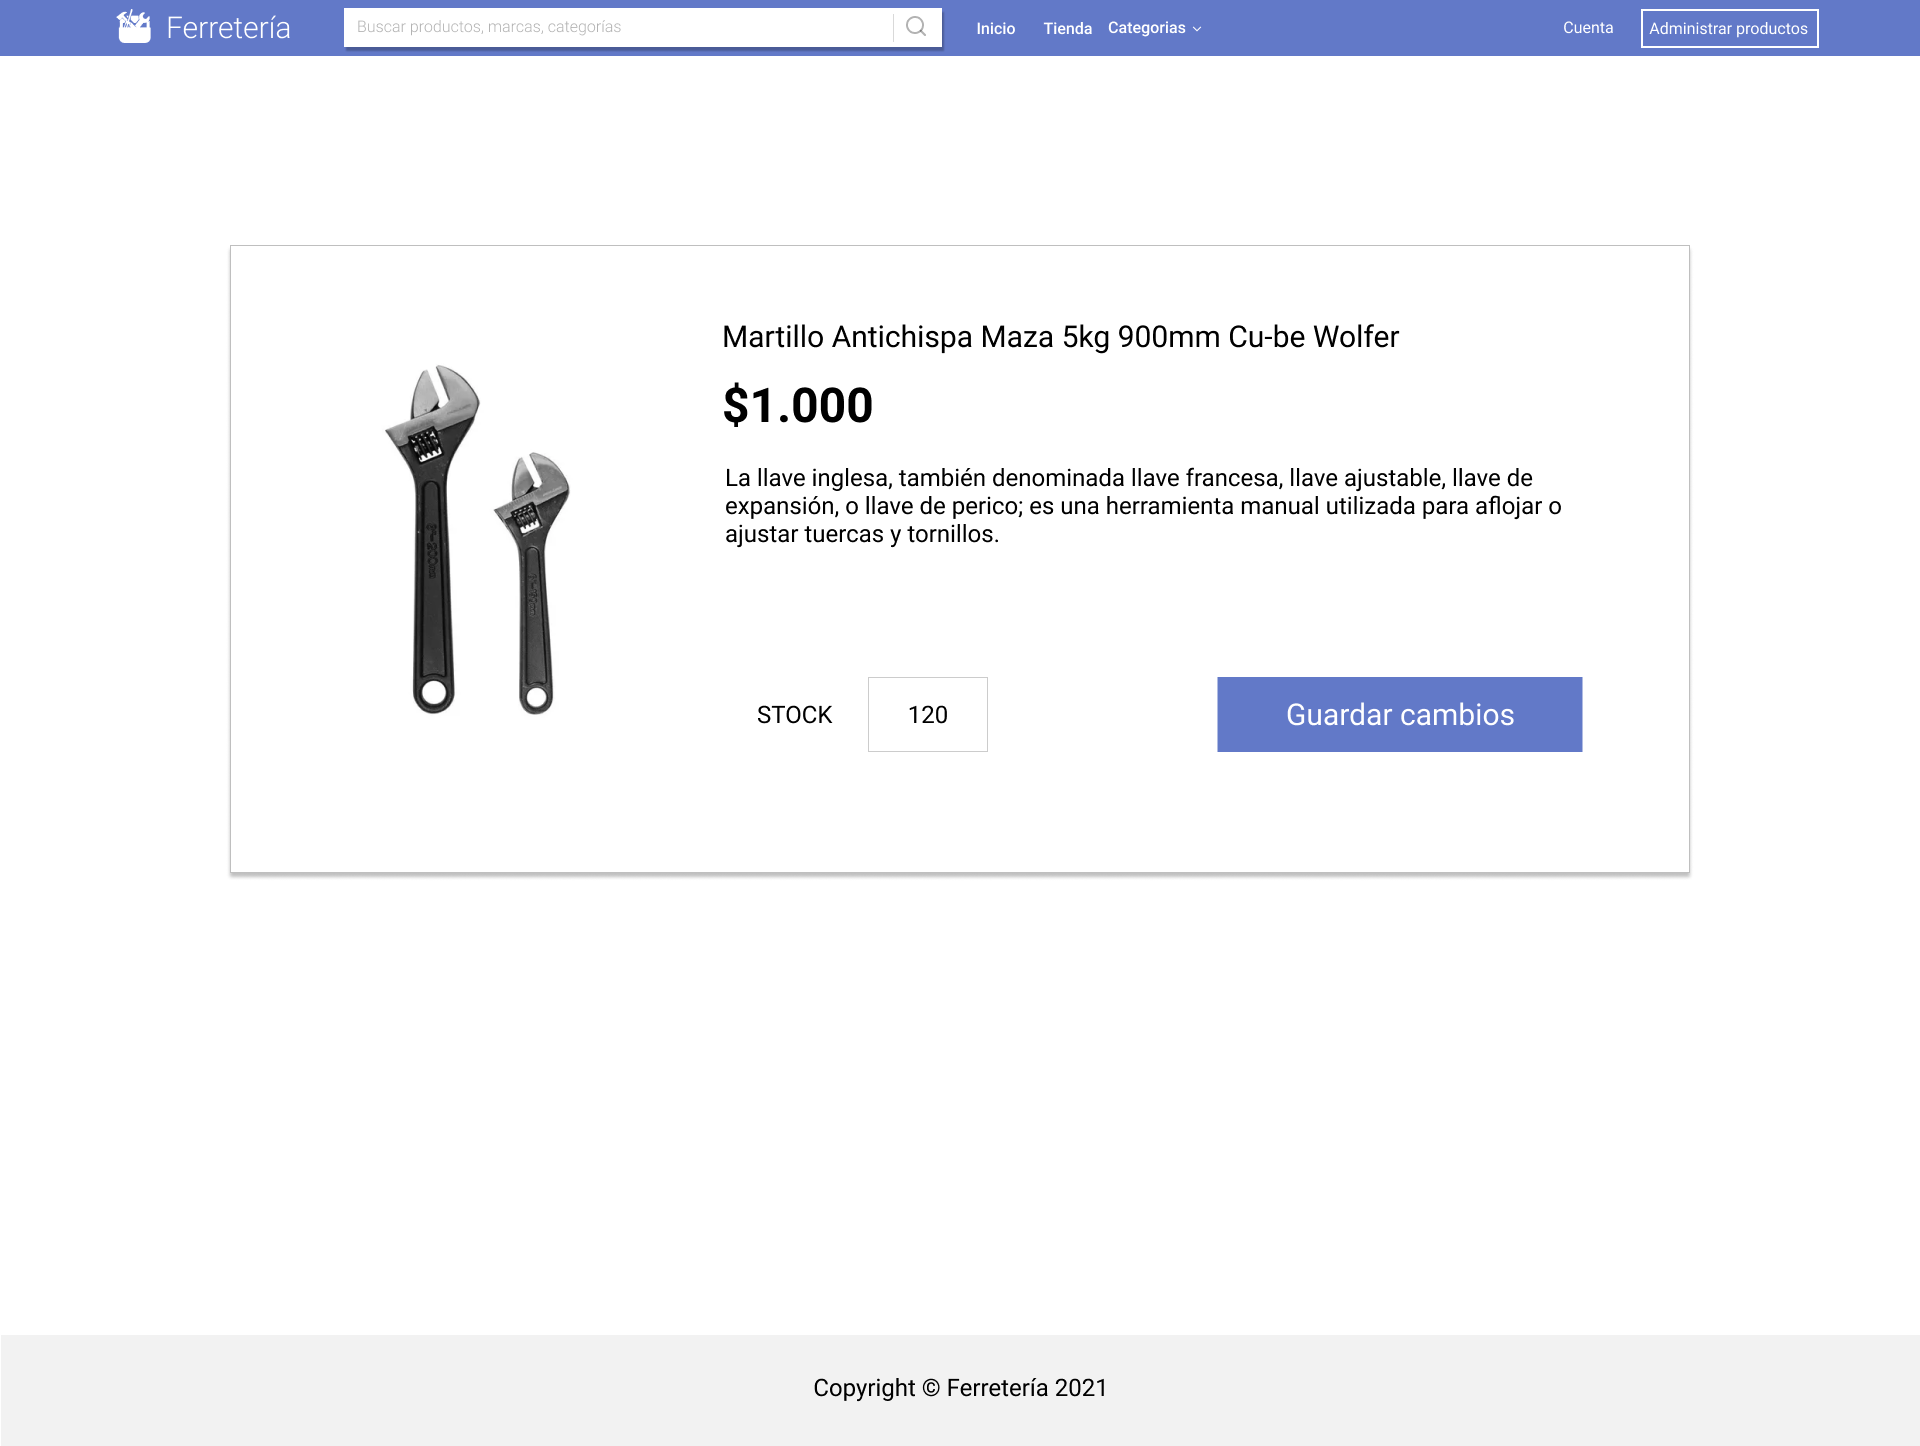 Ferretería
Buscar productos, marcas, categorías
Inicio
Tienda
Categorias
Cuenta
Administrar productos
Martillo Antichispa Maza 5kg 900mm Cu-be Wolfer
$1.000
La llave inglesa, también denominada llave francesa, llave ajustable, llave de
expansión, o llave de perico; es una herramienta manual utilizada para aflojar o
ajustar tuercas y tornillos.
STOCK
120
Guardar cambios
Copyright © Ferretería 2021